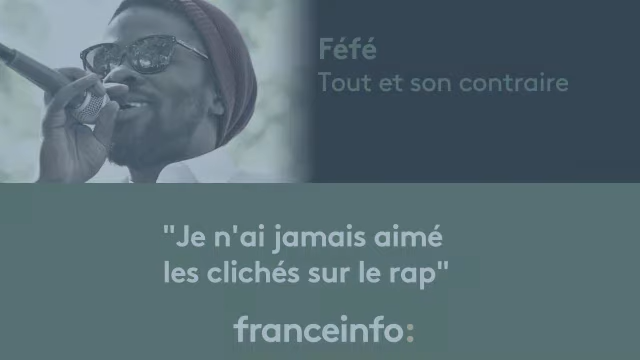 Féfé
Tout et son contraire
"Je n'ai jamais aimé
les clichés sur le rap"
franceinfo: